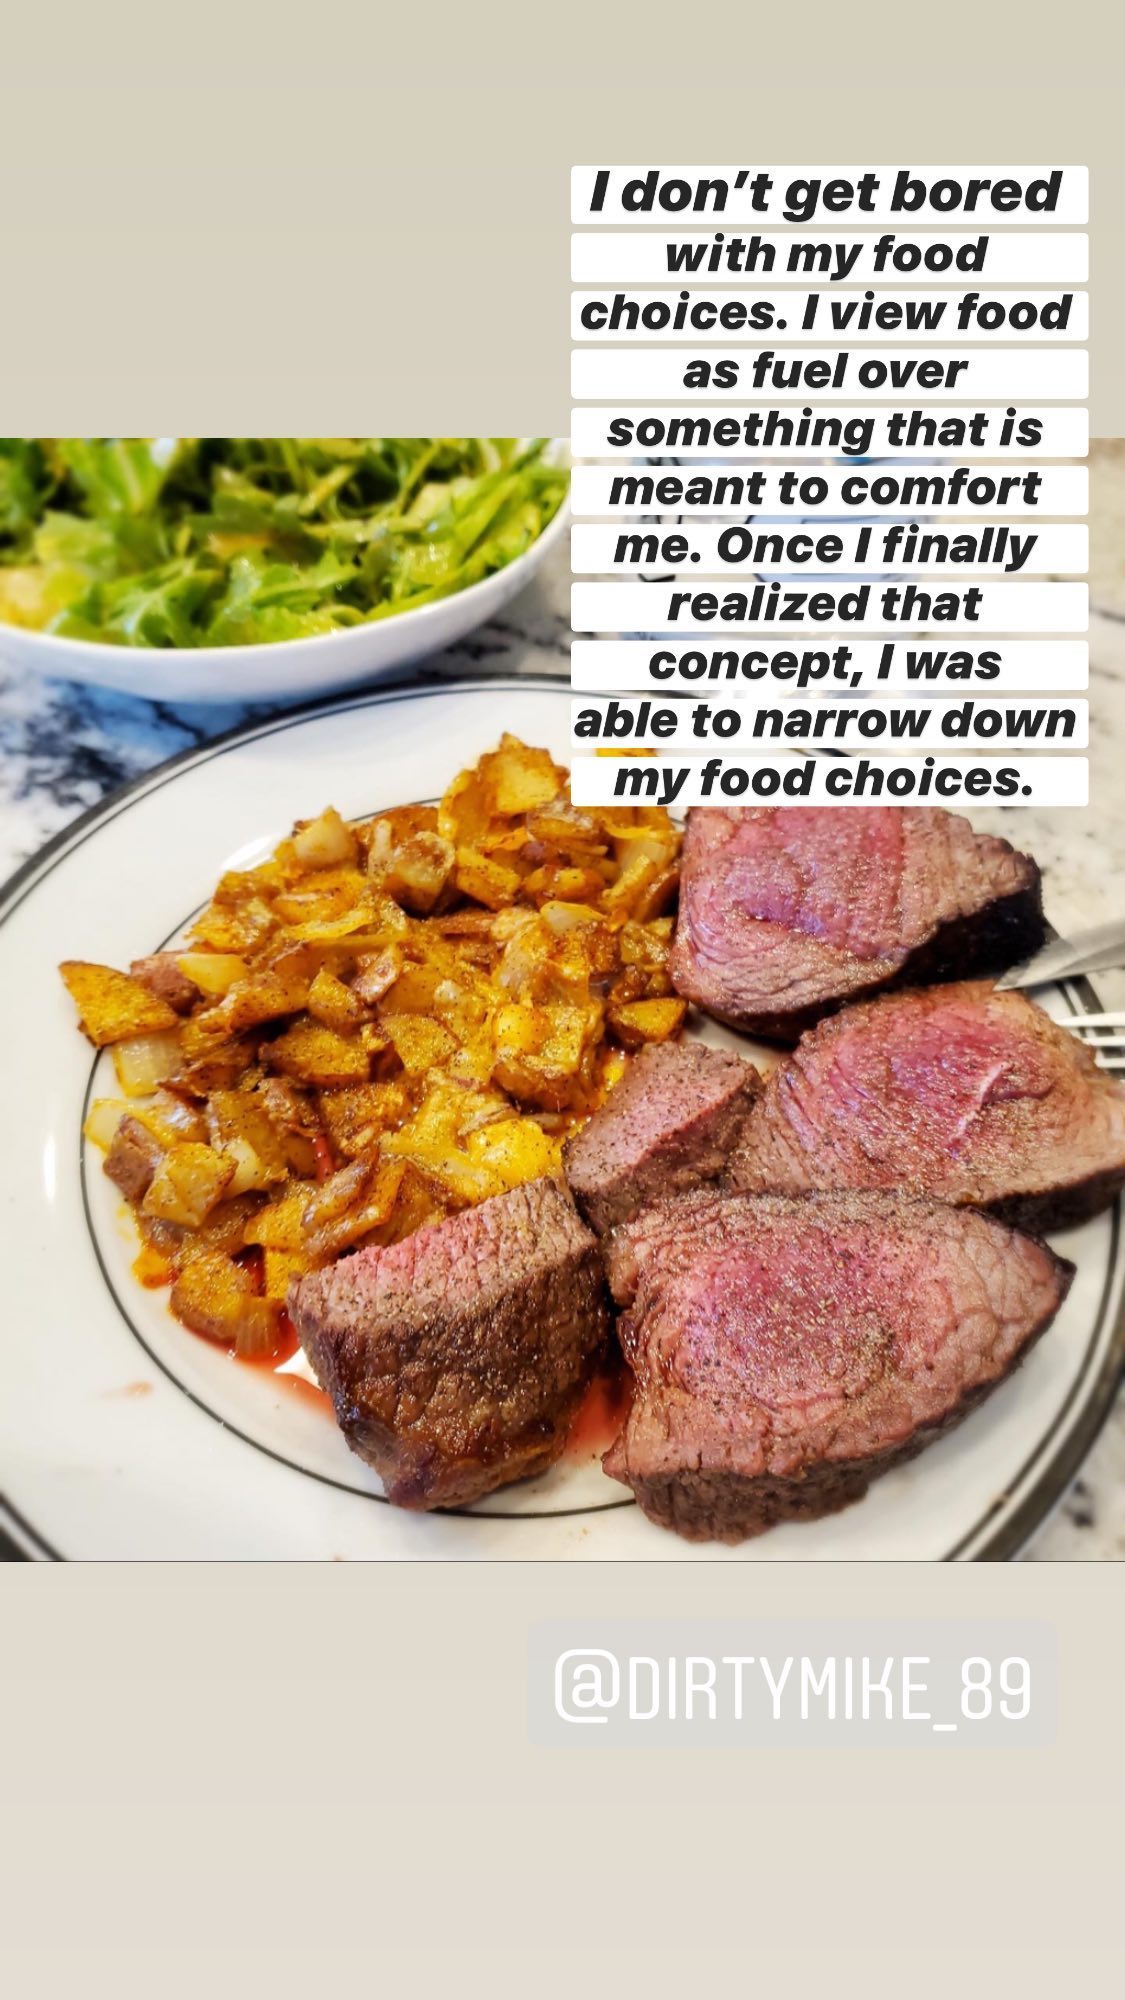 I don’t get bored
with my food
choices. I view food
as fuel over
something that is
meant to comfort
me. Once I finally
realized that
concept, I was
able to narrow down
my food choices.
@DIRTYMIKE_89